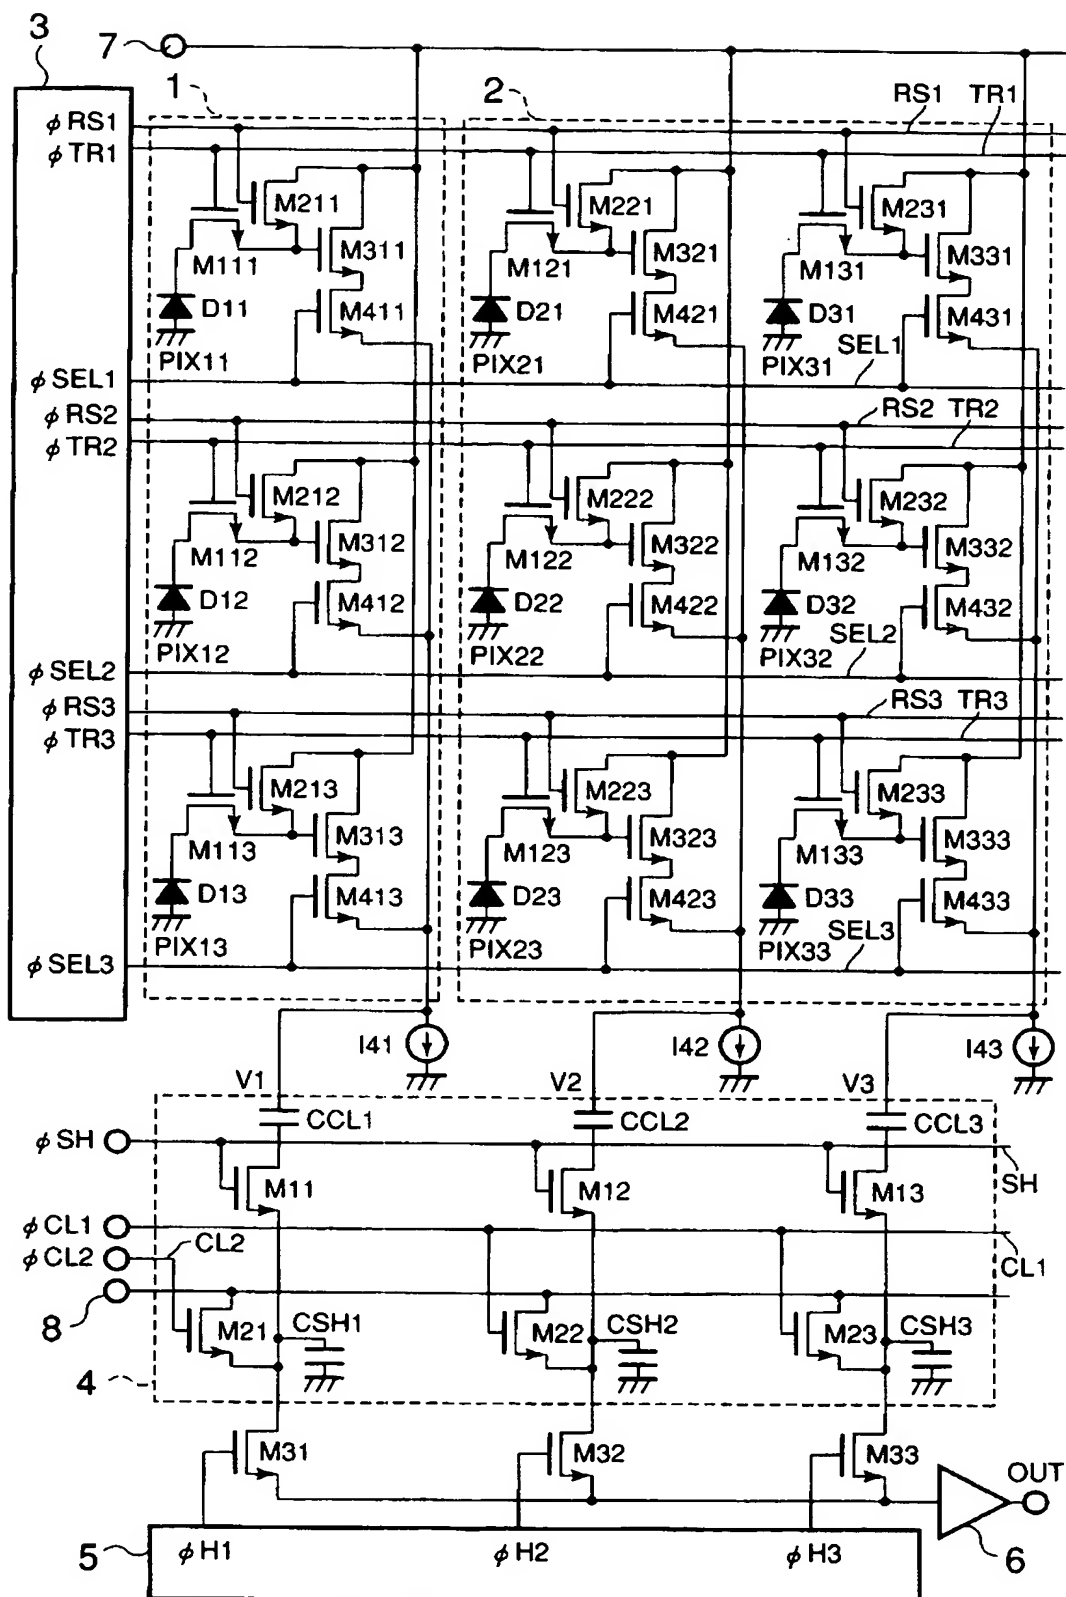 3
7
1
2
RS1
TR1
φRS1
φTR1
M211
M311
M111
D11
M411
PIX11
M221
M321
M121
D21
M421
PIX21
M231
M331
M131
D31
M431
PIX31
SEL1
φSEL1
φRS2
φTR2
RS2
TR2
M212
M312
M112
D12
M412
PIX12
M222
M322
M122
D22
M422
PIX22
M232
M332
M132
D32
M432
PIX32
SEL2
φSEL2
φRS3
φTR3
RS3
TR3
M213
M313
M113
D13
M413
PIX13
M223
M323
M123
D23
M423
PIX23
M233
M333
M133
D33
M433
PIX33
SEL3
φSEL3
I41
I42
I43
V1
V2
V3
CCL1
CCL2
CCL3
φSH
SH
M11
M12
M13
φCL1
CL1
φCL2
CL2
8
M21
CSH1
M22
CSH2
M23
CSH3
4
M31
M32
M33
OUT
6
5
φH1
φH2
φH3